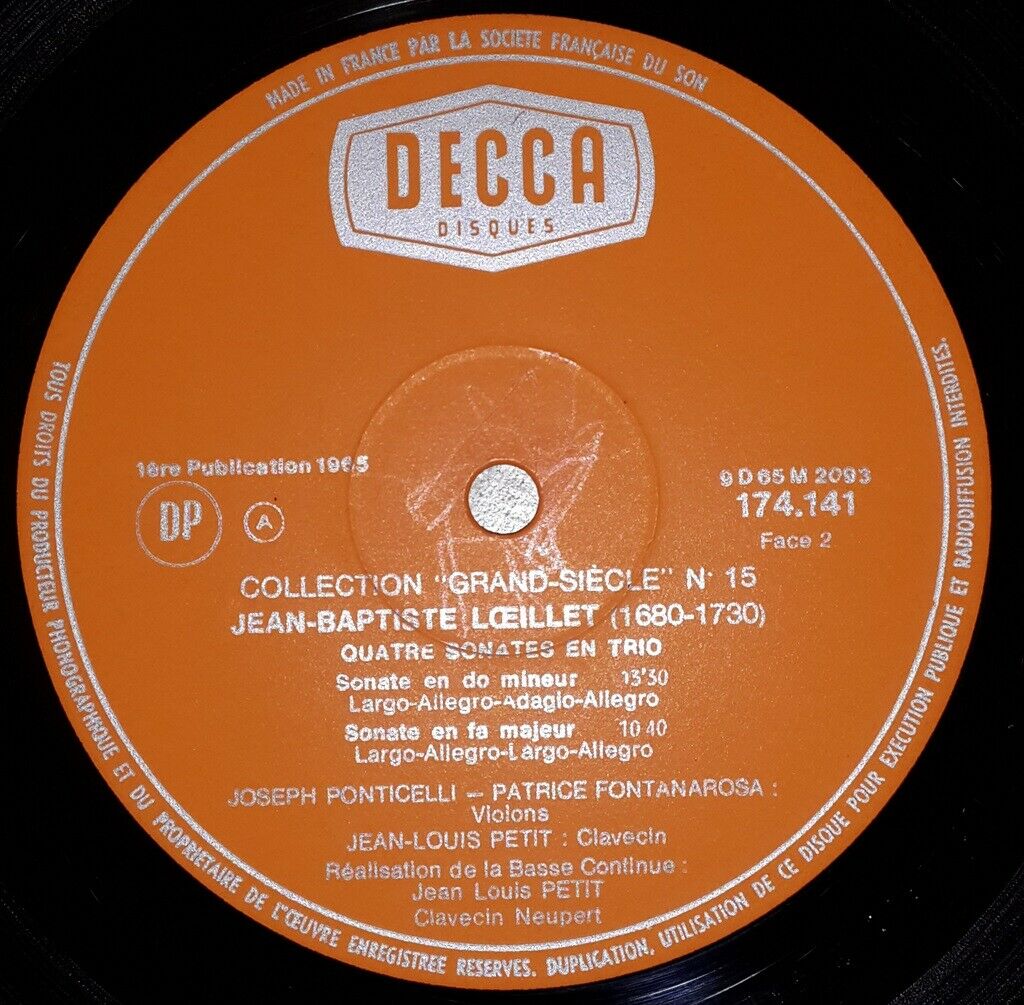 MADE IN FRANCE PAR LA SOCIETE FRANÇAISE DU SON
DECCA
DISQUES
1ère Publication 1965
DP
A
9 D 65 M 2093
174.141
Face 2
COLLECTION "GRAND-SIÈCLE" N° 15
JEAN-BAPTISTE LŒILLET (1680-1730)
QUATRE SONATES EN TRIO
Sonate en do mineur 13'30
Largo-Allegro-Adagio-Allegro
Sonate en fa majeur 10 40
Largo-Allegro-Largo-Allegro
JOSEPH PONTICELLI – PATRICE FONTANAROSA :
Violons
JEAN-LOUIS PETIT : Clavecin
Réalisation de la Basse Continue :
Jean Louis PETIT
Clavecin Neupert
TOUS DROITS DU PRODUCTEUR PHONOGRAPHIQUE ET DU PROPRIETAIRE DE L'ŒUVRE ENREGISTREE RESERVES. DUPLICATION, UTILISATION DE CE DISQUE POUR EXECUTION PUBLIQUE ET RADIODIFFUSION INTERDITES.